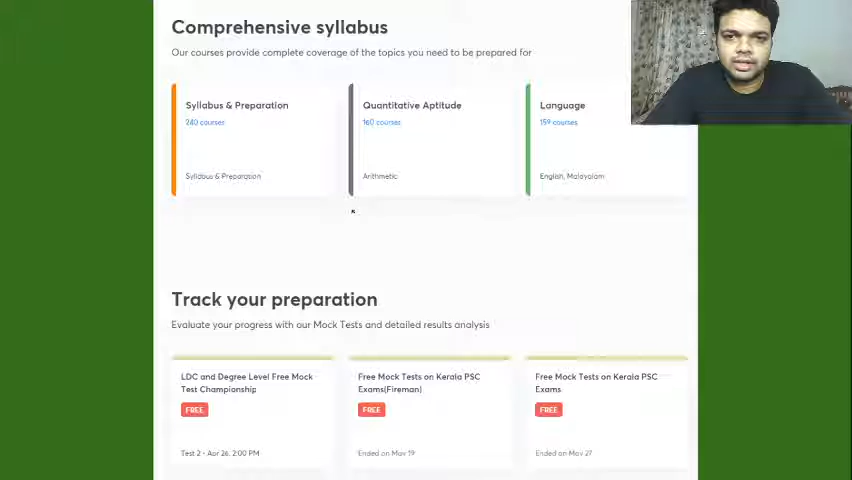 Comprehensive syllabus
Our courses provide complete coverage of the topics you need to be prepared for
Syllabus & Preparation
240 courses
Syllabus & Preparation
Quantitative Aptitude
160 courses
Arithmetic
Language
159 courses
English, Malayalam
Track your preparation
Evaluate your progress with our Mock Tests and detailed results analysis
LDC and Degree Level Free Mock
Test Championship
FREE
Test 2 - Apr 26, 2:00 PM
Free Mock Tests on Kerala PSC
Exams(Fireman)
FREE
Ended on May 19
Free Mock Tests on Kerala PSC
Exams
FREE
Ended on May 27